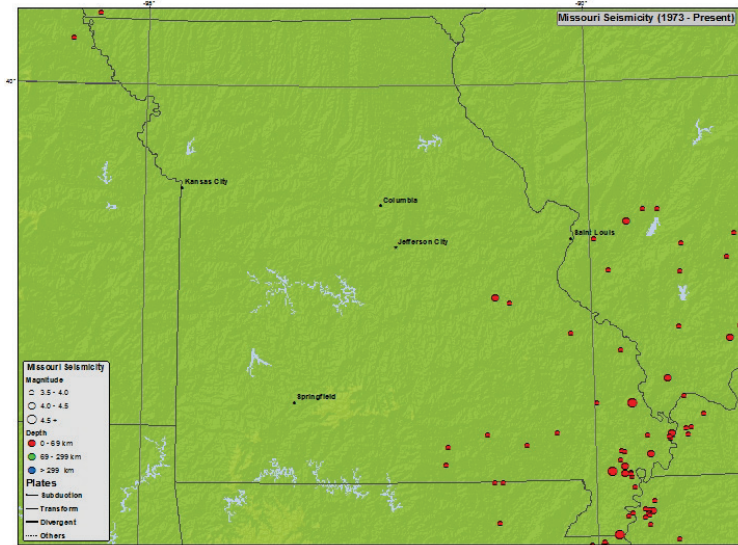 Missouri Seismicity (1973 - Present)
40°
Kansas City
Columbia
Saint Louis
Jefferson City
Springfield
Missouri Seismicity
Magnitude
3.5 - 4.0
4.0 - 4.5
4.5 +
Depth
0 - 69 km
69 - 299 km
> 299 km
Plates
Subduction
Transform
Divergent
Others